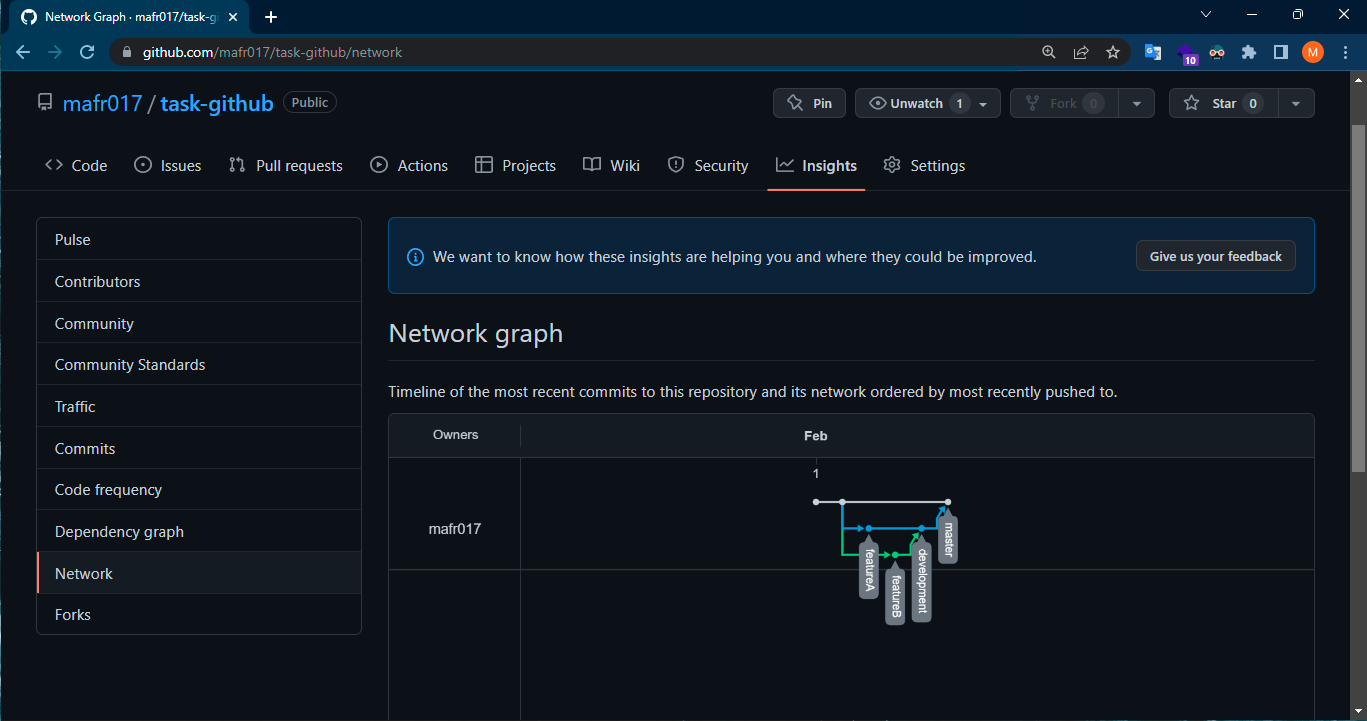 Network Graph · mafr017/task-gi
github.com/mafr017/task-github/network
10
M
mafr017 / task-github Public
Pin
Unwatch 1
Fork 0
Star 0
Code
Issues
Pull requests
Actions
Projects
Wiki
Security
Insights
Settings
Pulse
Contributors
Community
Community Standards
Traffic
Commits
Code frequency
Dependency graph
Network
Forks
We want to know how these insights are helping you and where they could be improved.
Give us your feedback
Network graph
Timeline of the most recent commits to this repository and its network ordered by most recently pushed to.
Owners
Feb
1
mafr017
featureA
featureB
development
master